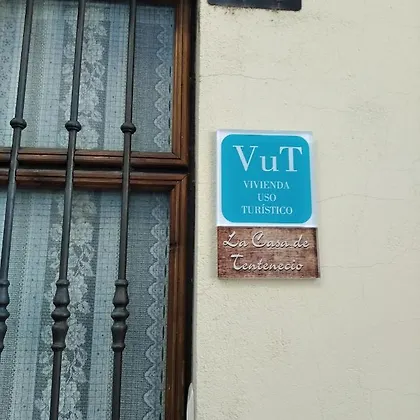 VuT
VIVIENDA
USO
TURÍSTICO
La Casa de
Tentenecio